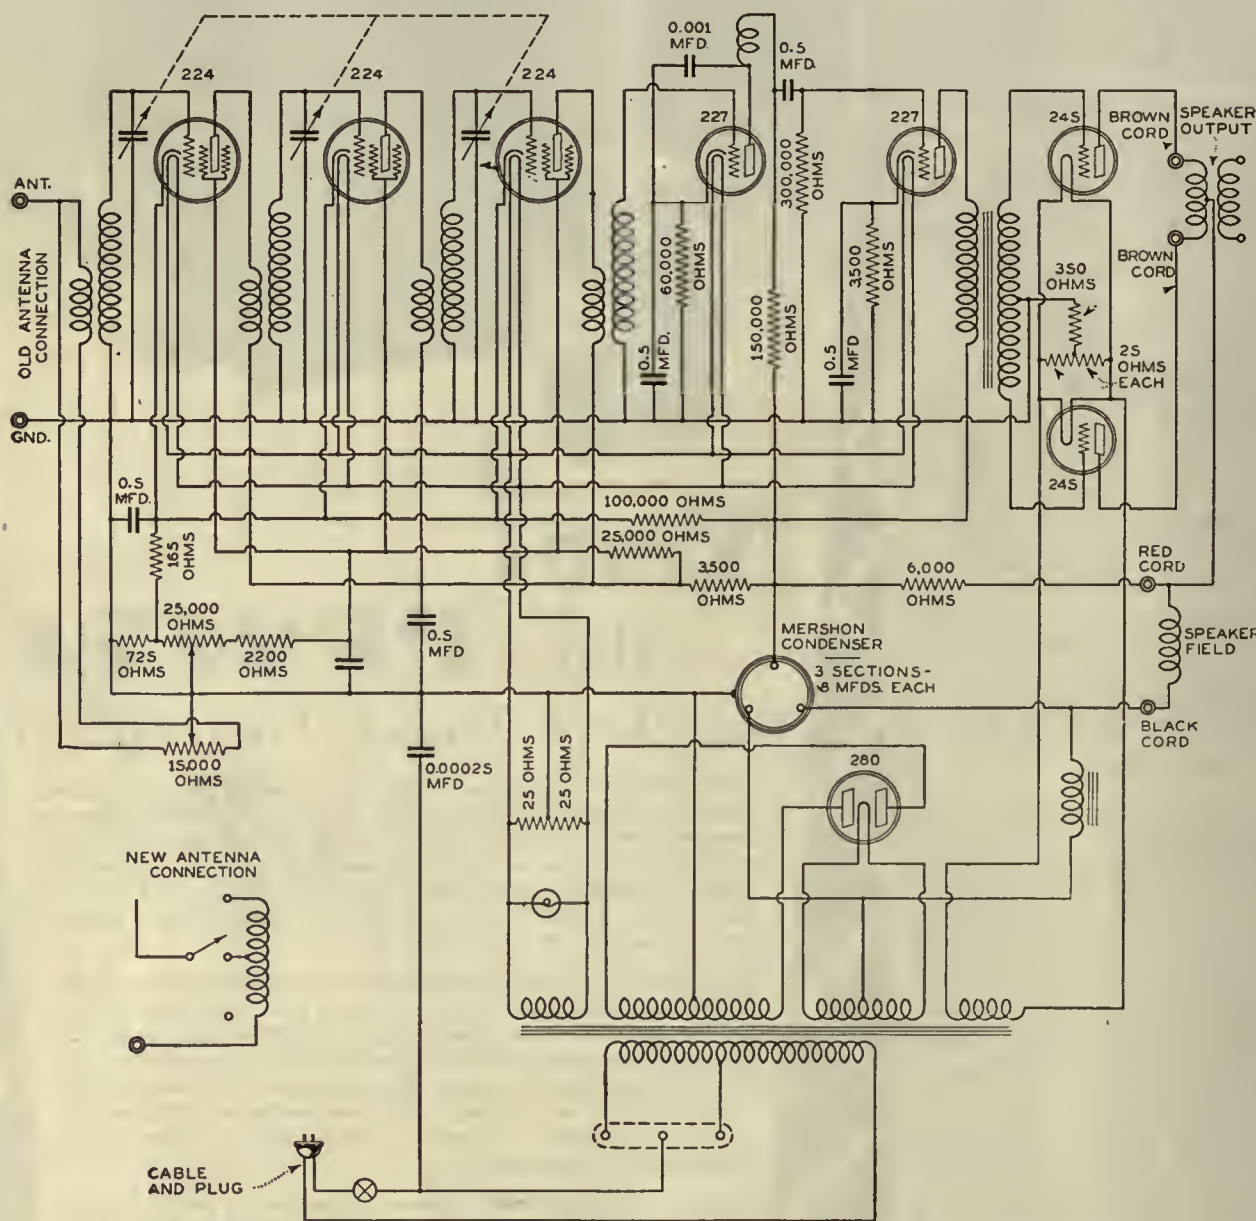 0.001
MFD.
0.5
MFD.
224
224
224
227
227
245
BROWN
CORD
SPEAKER
OUTPUT
ANT.
OLD ANTENNA
CONNECTION
GND.
60,000
OHMS
0.5
MFD.
150,000
OHMS
300,000
OHMS
3,500
OHMS
0.5
MFD
BROWN
CORD
350
OHMS
25
OHMS
EACH
245
0.5
MFD.
165
OHMS
100,000 OHMS
25,000 OHMS
3,500
OHMS
6,000
OHMS
RED
CORD
25,000
OHMS
725
OHMS
2200
OHMS
0.5
MFD
MERSHON
CONDENSER
3 SECTIONS-
8 MFDS. EACH
SPEAKER
FIELD
BLACK
CORD
15,000
OHMS
0.00025
MFD
25 OHMS
25 OHMS
280
NEW ANTENNA
CONNECTION
CABLE
AND PLUG